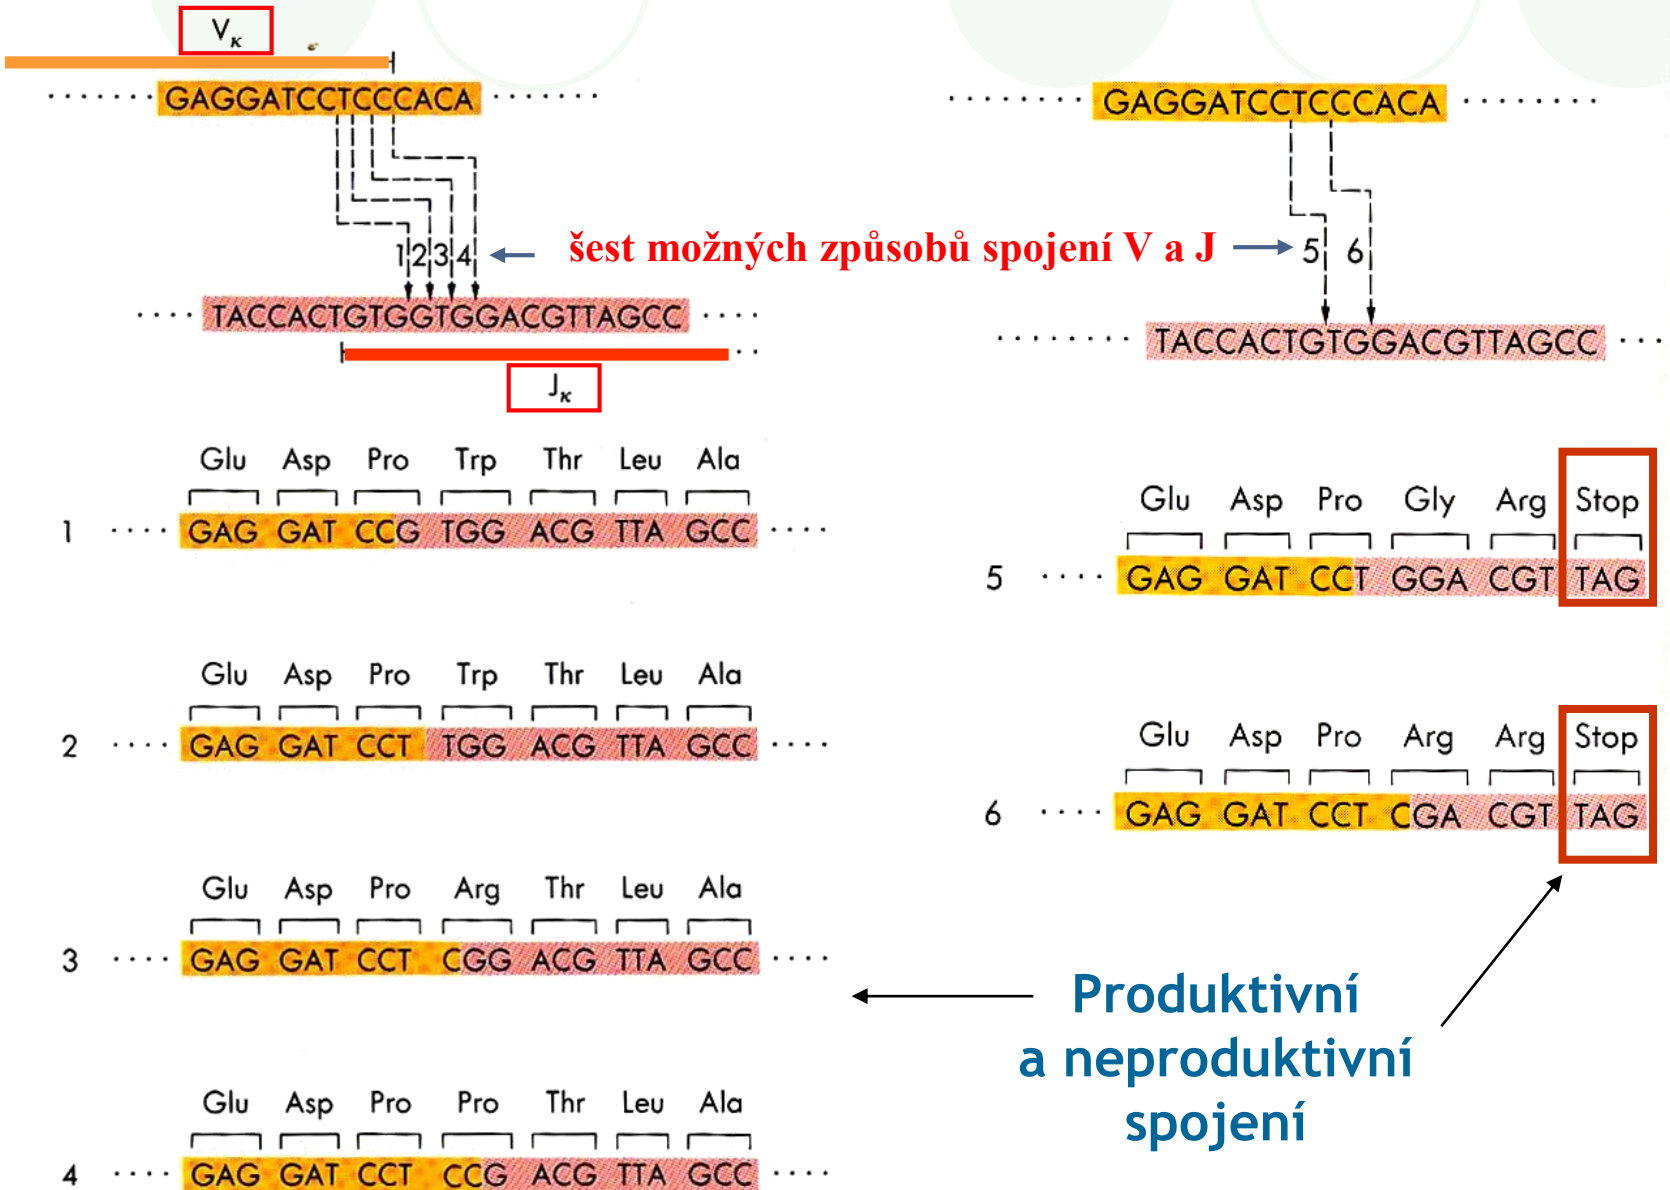 Vκ
GAGGATCCTCCCACA
1 2 3 4
TACCACTGTGGTGGACGTTAGCC
Jκ
šest možných způsobů spojení V a J
GAGGATCCTCCCACA
5 6
TACCACTGTGGACGTTAGCC
Glu Asp Pro Trp Thr Leu Ala
1 .... GAG GAT CCG TGG ACG TTA GCC ....
Glu Asp Pro Trp Thr Leu Ala
2 .... GAG GAT CCT TGG ACG TTA GCC ....
Glu Asp Pro Arg Thr Leu Ala
3 .... GAG GAT CCT CGG ACG TTA GCC ....
Glu Asp Pro Pro Thr Leu Ala
4 .... GAG GAT CCT CCG ACG TTA GCC ....
Glu Asp Pro Gly Arg Stop
5 .... GAG GAT CCT GGA CGT TAG
Glu Asp Pro Arg Arg Stop
6 .... GAG GAT CCT CGA CGT TAG
Produktivní
a neproduktivní
spojení